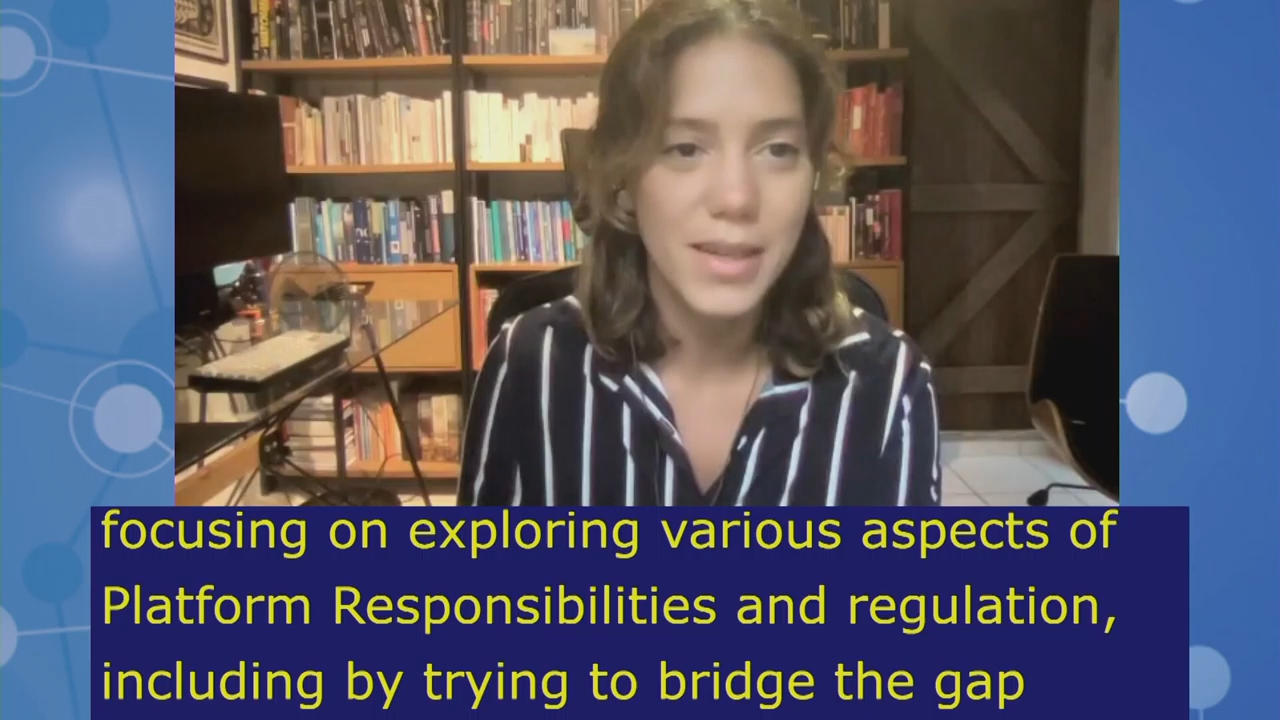 focusing on exploring various aspects of
Platform Responsibilities and regulation,
including by trying to bridge the gap